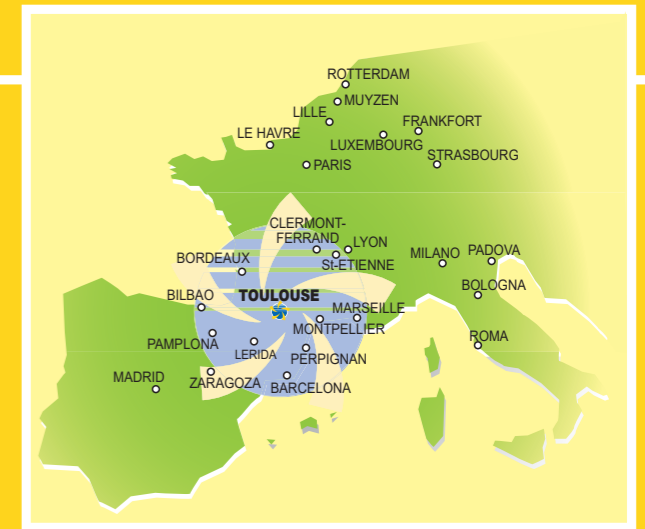 ROTTERDAM
MUYZEN
LILLE
FRANKFORT
LE HAVRE
LUXEMBOURG
STRASBOURG
PARIS
CLERMONT-
FERRAND
LYON
St-ETIENNE
MILANO
PADOVA
BORDEAUX
BOLOGNA
BILBAO
TOULOUSE
MARSEILLE
MONTPELLIER
ROMA
PAMPLONA
LERIDA
PERPIGNAN
MADRID
ZARAGOZA
BARCELONA